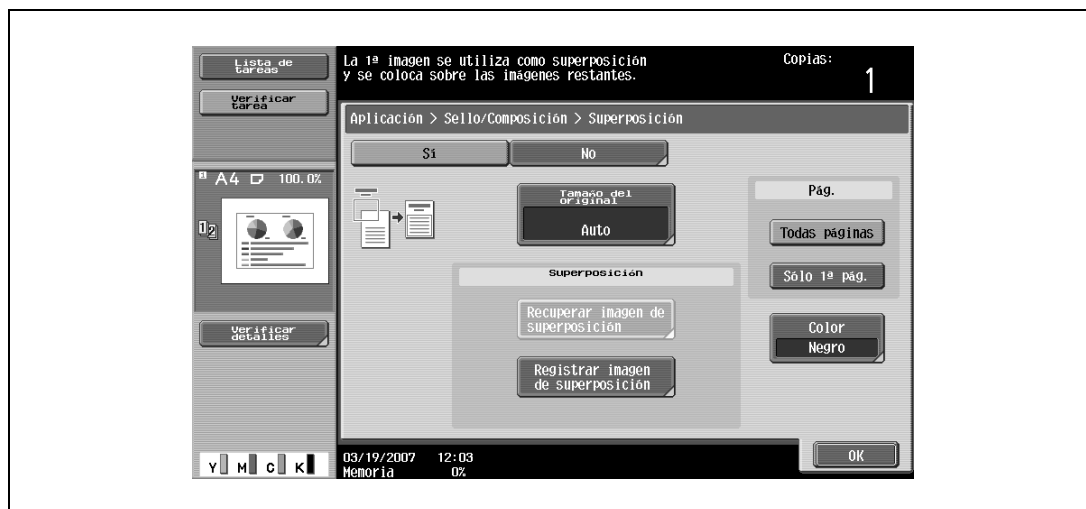 Lista de
tareas
Verificar
tarea
La 1ª imagen se utiliza como superposición
y se coloca sobre las imágenes restantes.
Copias:
1
Aplicación > Sello/Composición > Superposición
Sí
No
A4 100.0%
1 2
Tamaño del
original
Auto
Pág.
Todas páginas
Sólo 1ª pág.
Superposición
Recuperar imagen de
superposición
Registrar imagen
de superposición
Color
Negro
Verificar
detalles
Y M C K
03/19/2007 12:03
Memoria 0%
OK